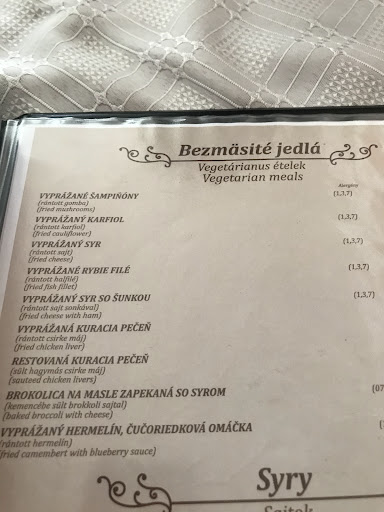 Bezmäsité jedlá
Vegetárianus ételek
Vegetarian meals
Alergény
VYPRÁŽANÉ ŠAMPIŇÓNY (1,3,7)
(rántott gomba)
(fried mushrooms)
VYPRÁŽANÝ KARFIOL (1,3,7)
(rántott karfiol)
(fried cauliflower)
VYPRÁŽANÝ SYR (1,3,7)
(rántott sajt)
(fried cheese)
VYPRÁŽANÉ RYBIE FILÉ (1,3,7)
(rántott halfilé)
(fried fish fillet)
VYPRÁŽANÝ SYR SO ŠUNKOU (1,3,7)
(rántott sajt sonkával)
(fried cheese with ham)
VYPRÁŽANÁ KURACIA PEČEŇ
(rántott csirke máj)
(fried chicken liver)
RESTOVANÁ KURACIA PEČEŇ
(sült hagymás csirke máj)
(sauteed chicken livers)
BROKOLICA NA MASLE ZAPEKANÁ SO SYROM (07
(kemencébe sült brokkoli sajtal)
(baked broccoli with cheese)
VYPRÁŽANÝ HERMELÍN, ČUČORIEDKOVÁ OMÁČKA
(rántott hermelin)
(fried camembert with blueberry sauce)
Syry
Sajtok